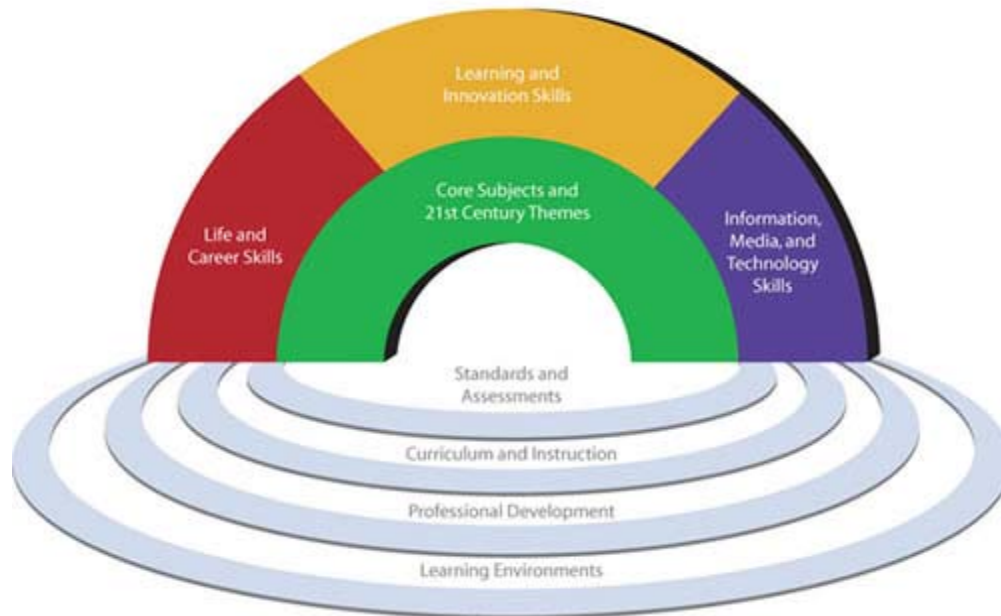 Learning and
Innovation Skills
Core Subjects and
21st Century Themes
Life and
Career Skills
Information,
Media, and
Technology
Skills
Standards and
Assessments
Curriculum and Instruction
Professional Development
Learning Environments